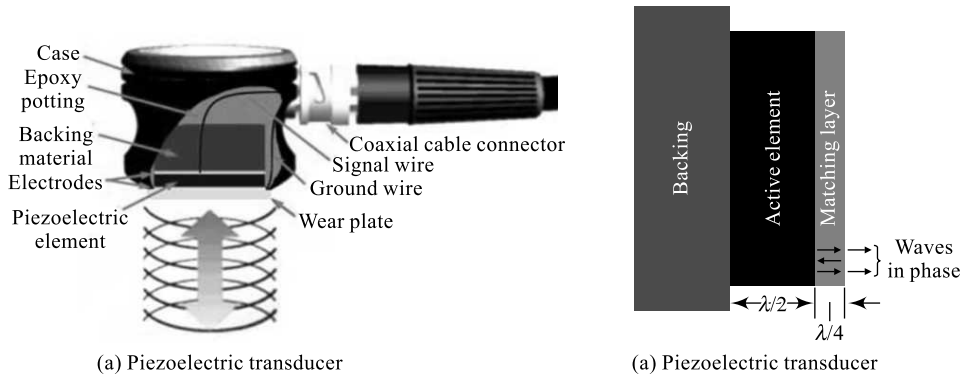 Case
Epoxy
potting
Backing
material
Electrodes
Piezoelectric
element
Coaxial cable connector
Signal wire
Ground wire
Wear plate
(a) Piezoelectric transducer
Backing
Active element
Matching layer
Waves
in phase
λ/2
λ/4
(a) Piezoelectric transducer